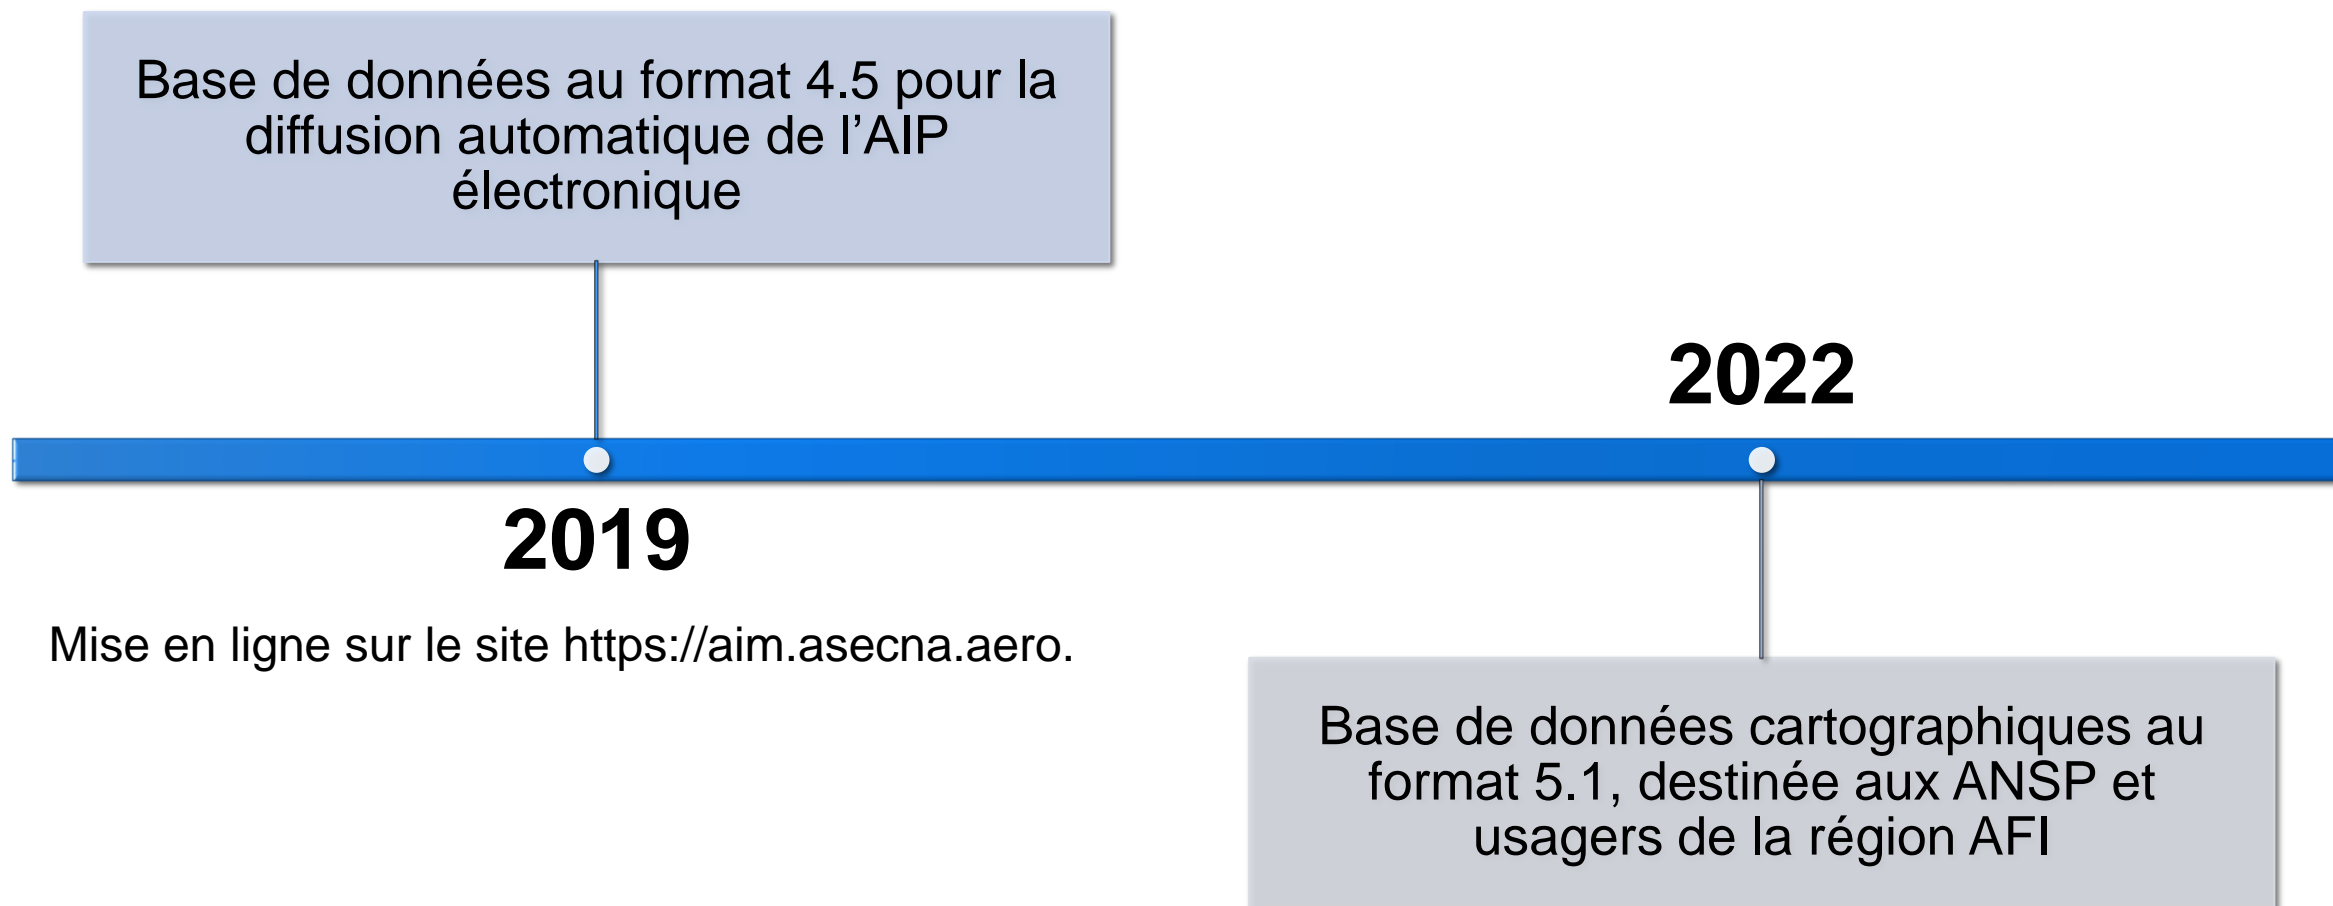 Base de données au format 4.5 pour la
diffusion automatique de l’AIP
électronique
2022
2019
Mise en ligne sur le site https://aim.asecna.aero.
Base de données cartographiques au
format 5.1, destinée aux ANSP et
usagers de la région AFI